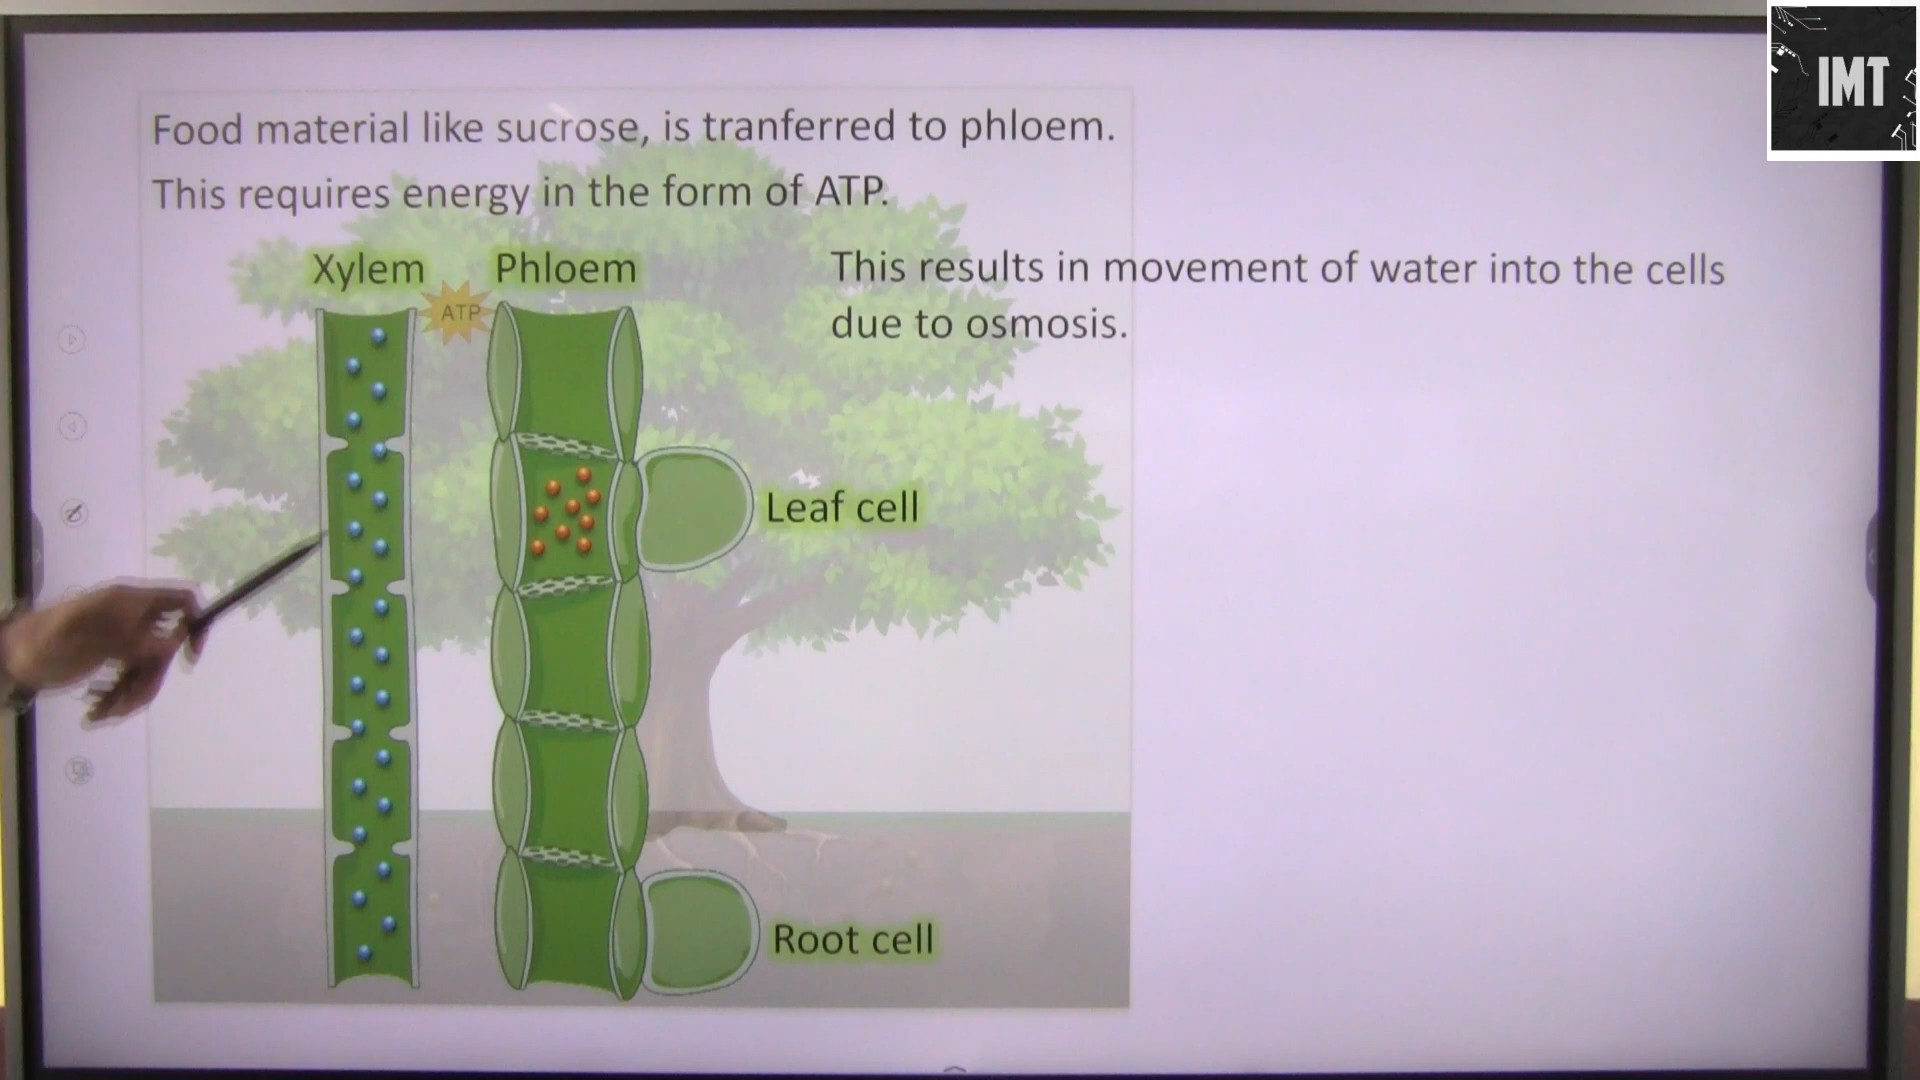 IMT
Food material like sucrose, is tranferred to phloem.
This requires energy in the form of ATP.
Xylem
Phloem
ATP
This results in movement of water into the cells
due to osmosis.
Leaf cell
Root cell